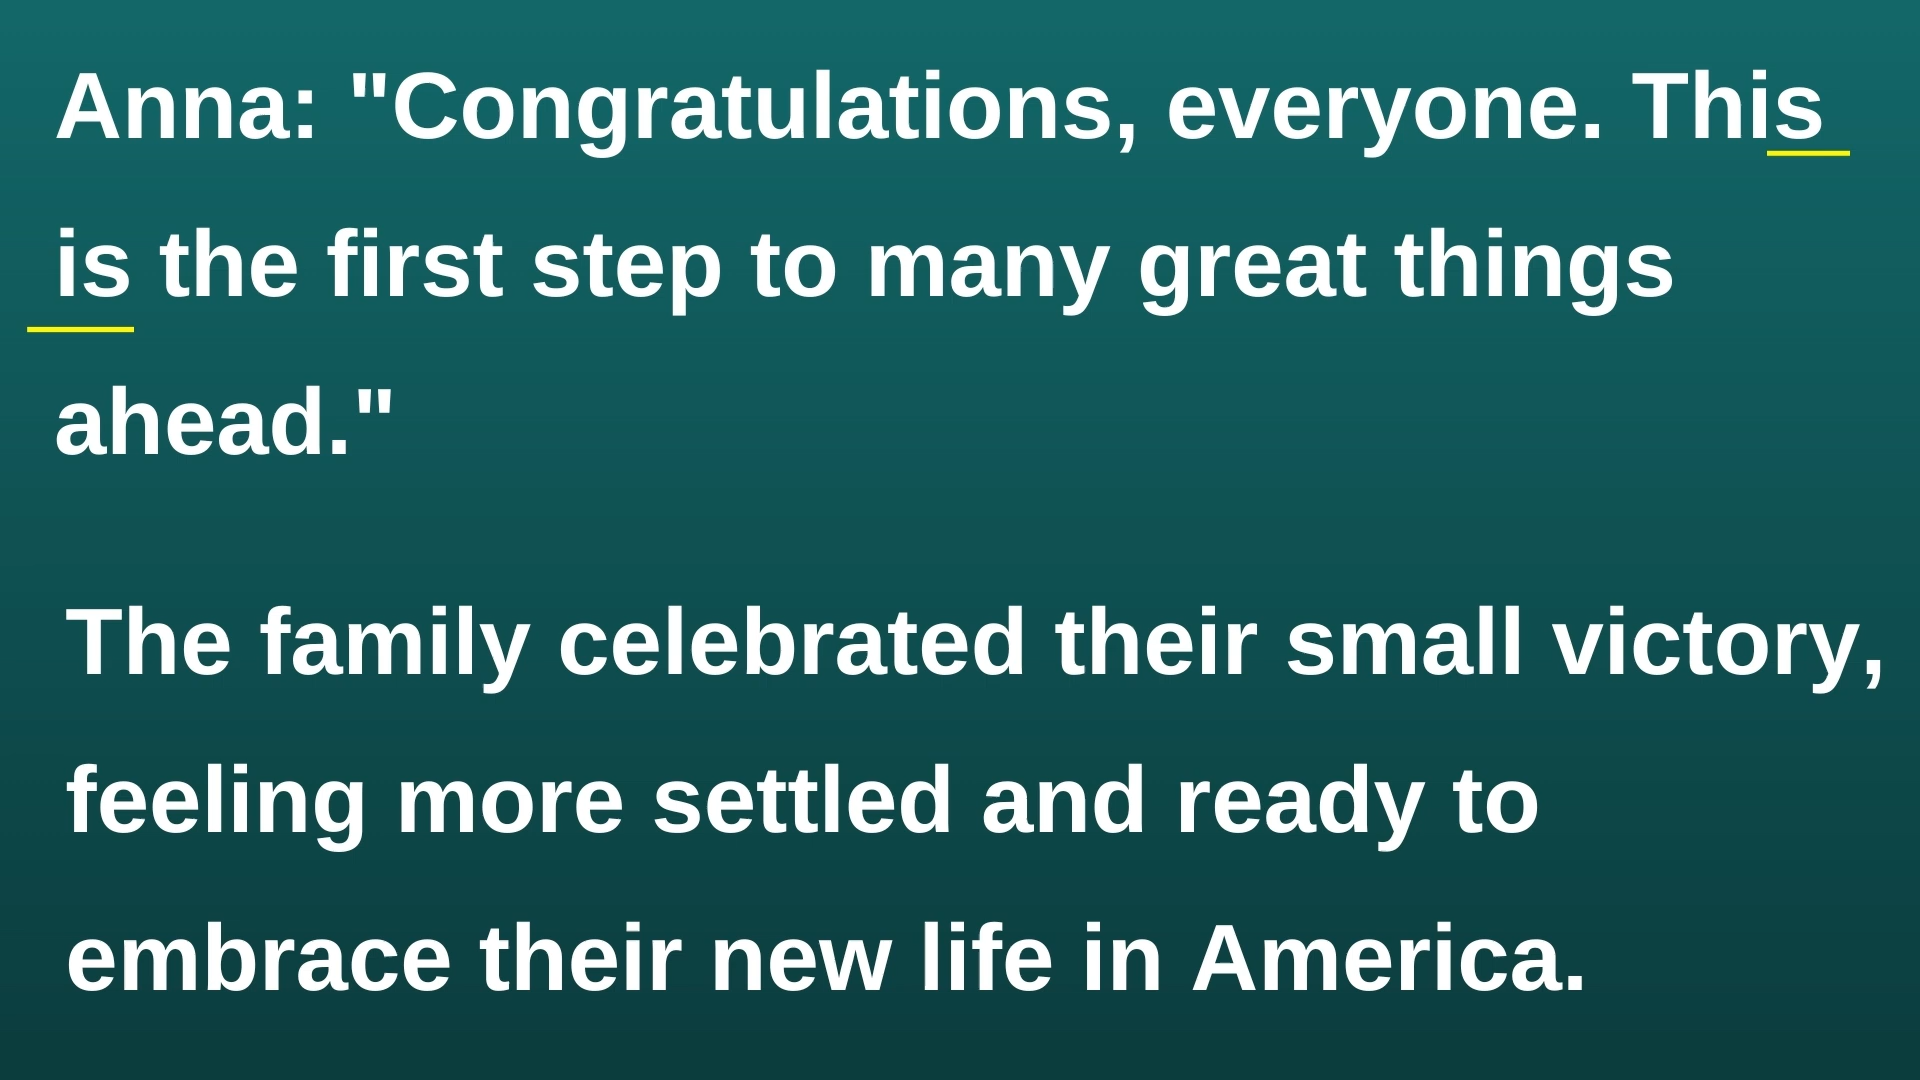 Anna: "Congratulations, everyone. This
is the first step to many great things
ahead."
The family celebrated their small victory,
feeling more settled and ready to
embrace their new life in America.